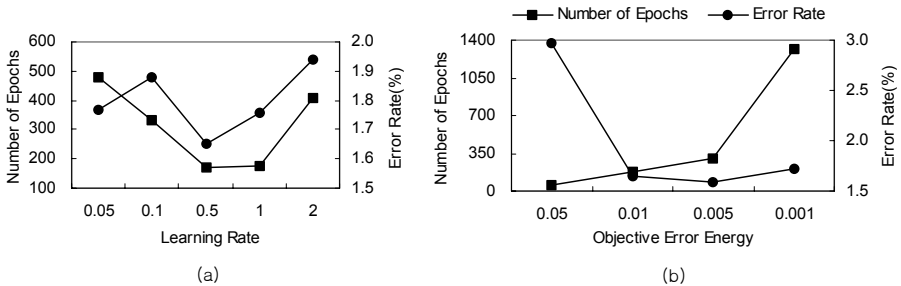 Number of Epochs
Error Rate
600
500
400
300
200
100
Number of Epochs
2.0
1.9
1.8
1.7
1.6
1.5
Error Rate(%)
0.05 0.1 0.5 1 2
Learning Rate
(a)
1400
1050
700
350
0
Number of Epochs
3.0
2.5
2.0
1.5
Error Rate(%)
0.05 0.01 0.005 0.001
Objective Error Energy
(b)